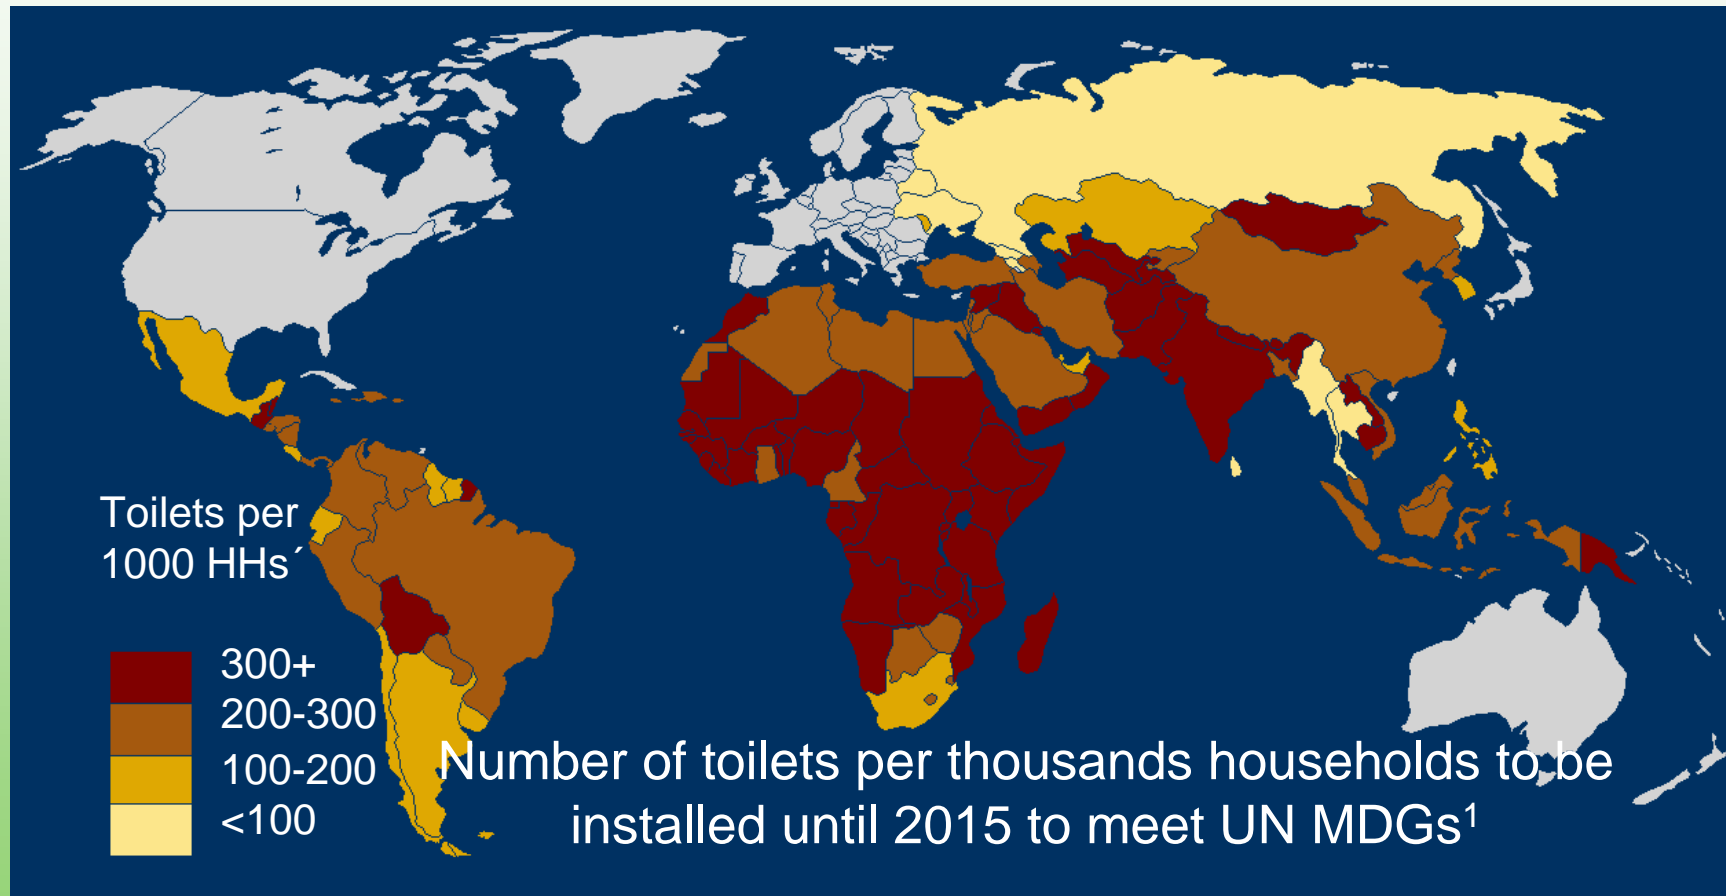 Toilets per
1000 HHs´
300+
200-300
100-200
<100
Number of toilets per thousands households to be
installed until 2015 to meet UN MDGs¹